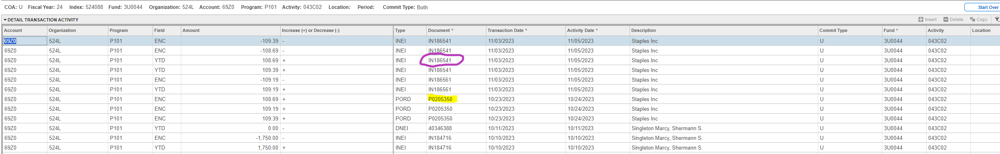 COA: U Fiscal Year: 24 Index: 524088 Fund: 3U0044 Organization: 524L Account: 69Z0 Program: P101 Activity: 043C02 Location: Period: Commit Type: Both Start Over
DETAIL TRANSACTION ACTIVITY Insert Delete Copy
Account Organization Program Field Amount Increase (+) or Decrease (-) Type Document * Transaction Date * Activity Date * Description Commit Type Fund * Activity Location
69Z0 524L P101 ENC -109.39 - INEI IN186541 11/03/2023 11/05/2023 Staples Inc U 3U0044 043C02
69Z0 524L P101 ENC -108.69 - INEI IN186541 11/03/2023 11/05/2023 Staples Inc U 3U0044 043C02
69Z0 524L P101 YTD 108.69 + INEI IN186541 11/03/2023 11/05/2023 Staples Inc U 3U0044 043C02
69Z0 524L P101 YTD 109.39 + INEI IN186541 11/03/2023 11/05/2023 Staples Inc U 3U0044 043C02
69Z0 524L P101 ENC -109.19 - INEI IN186561 11/03/2023 11/05/2023 Staples Inc U 3U0044 043C02
69Z0 524L P101 YTD 109.19 + INEI IN186561 11/03/2023 11/05/2023 Staples Inc U 3U0044 043C02
69Z0 524L P101 ENC 108.69 + PORD P0205350 10/23/2023 10/24/2023 Staples Inc U 3U0044 043C02
69Z0 524L P101 ENC 109.19 + PORD P0205350 10/23/2023 10/24/2023 Staples Inc U 3U0044 043C02
69Z0 524L P101 ENC 109.39 + PORD P0205350 10/23/2023 10/24/2023 Staples Inc U 3U0044 043C02
69Z0 524L P101 YTD 0.00 - DNEI 40346388 10/11/2023 10/11/2023 Singleton Marcy, Shermann S. U 3U0044 043C02
69Z0 524L P101 ENC -1,750.00 - INEI IN184716 10/10/2023 10/10/2023 Singleton Marcy, Shermann S. U 3U0044 043C02
69Z0 524L P101 YTD 1,750.00 + INEI IN184716 10/10/2023 10/10/2023 Singleton Marcy, Shermann S. U 3U0044 043C02